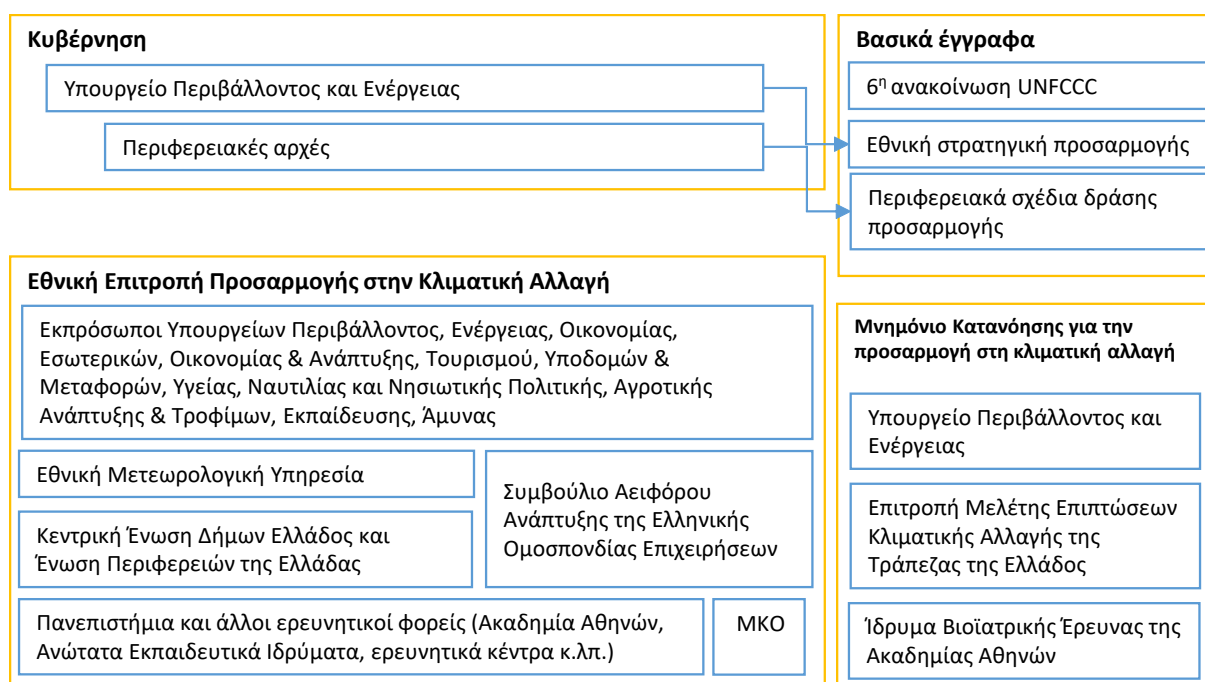 Κυβέρνηση
Υπουργείο Περιβάλλοντος και Ενέργειας
Περιφερειακές αρχές
Βασικά έγγραφα
6η ανακοίνωση UNFCCC
Εθνική στρατηγική προσαρμογής
Περιφερειακά σχέδια δράσης
προσαρμογής
Εθνική Επιτροπή Προσαρμογής στην Κλιματική Αλλαγή
Εκπρόσωποι Υπουργείων Περιβάλλοντος, Ενέργειας, Οικονομίας,
Εσωτερικών, Οικονομίας & Ανάπτυξης, Τουρισμού, Υποδομών &
Μεταφορών, Υγείας, Ναυτιλίας και Νησιωτικής Πολιτικής, Αγροτικής
Ανάπτυξης & Τροφίμων, Εκπαίδευσης, Άμυνας
Εθνική Μετεωρολογική Υπηρεσία
Κεντρική Ένωση Δήμων Ελλάδος και
Ένωση Περιφερειών της Ελλάδας
Συμβούλιο Αειφόρου
Ανάπτυξης της Ελληνικής
Ομοσπονδίας Επιχειρήσεων
Πανεπιστήμια και άλλοι ερευνητικοί φορείς (Ακαδημία Αθηνών,
Ανώτατα Εκπαιδευτικά Ιδρύματα, ερευνητικά κέντρα κ.λπ.)
ΜΚΟ
Μνημόνιο Κατανόησης για την
προσαρμογή στη κλιματική αλλαγή
Υπουργείο Περιβάλλοντος και
Ενέργειας
Επιτροπή Μελέτης Επιπτώσεων
Κλιματικής Αλλαγής της
Τράπεζας της Ελλάδος
Ίδρυμα Βιοϊατρικής Έρευνας της
Ακαδημίας Αθηνών